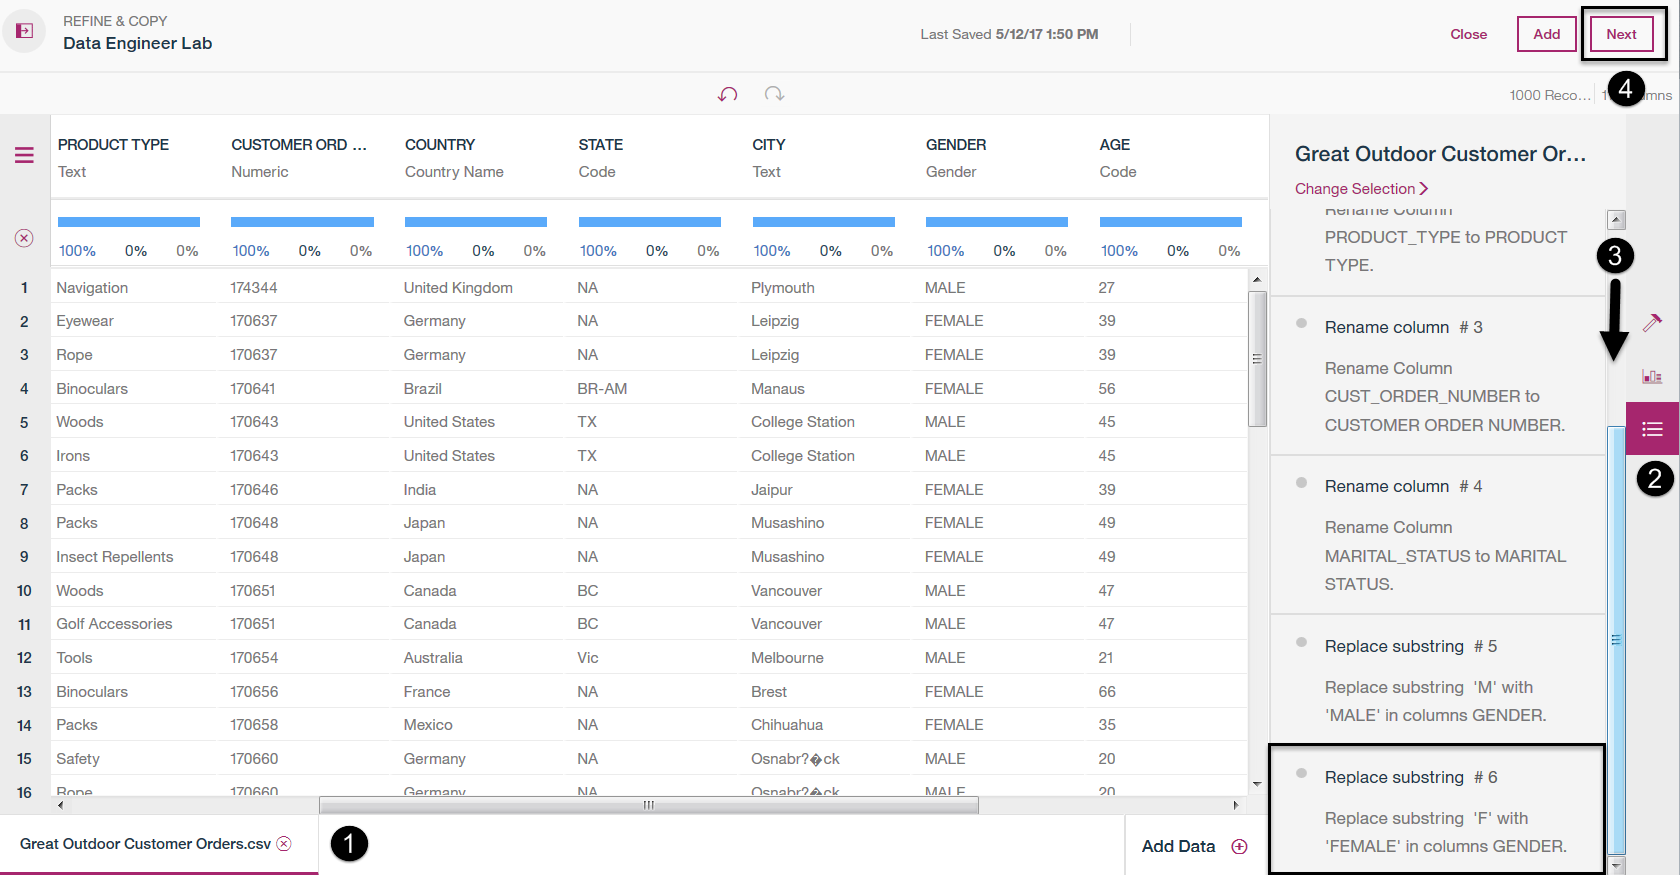 REFINE & COPY
Data Engineer Lab
Last Saved 5/12/17 1:50 PM
Close
Add
Next
4
1000 Reco...
PRODUCT TYPE CUSTOMER ORD ... COUNTRY STATE CITY GENDER AGE
Text Numeric Country Name Code Text Gender Code
100% 0% 0% 100% 0% 0% 100% 0% 0% 100% 0% 0% 100% 0% 0% 100% 0% 0% 100% 0% 0%
1 Navigation 174344 United Kingdom NA Plymouth MALE 27
2 Eyewear 170637 Germany NA Leipzig FEMALE 39
3 Rope 170637 Germany NA Leipzig FEMALE 39
4 Binoculars 170641 Brazil BR-AM Manaus FEMALE 56
5 Woods 170643 United States TX College Station MALE 45
6 Irons 170643 United States TX College Station MALE 45
7 Packs 170646 India NA Jaipur FEMALE 39
8 Packs 170648 Japan NA Musashino FEMALE 49
9 Insect Repellents 170648 Japan NA Musashino FEMALE 49
10 Woods 170651 Canada BC Vancouver MALE 47
11 Golf Accessories 170651 Canada BC Vancouver MALE 47
12 Tools 170654 Australia Vic Melbourne MALE 21
13 Binoculars 170656 France NA Brest FEMALE 66
14 Packs 170658 Mexico NA Chihuahua FEMALE 35
15 Safety 170660 Germany NA Osnabr?�ck MALE 20
16 Rope 170660 Germany NA Osnabr?�ck MALE 20
Great Outdoor Customer Orders.csv
1
Add Data
Great Outdoor Customer Or...
Change Selection
Rename Column
PRODUCT_TYPE to PRODUCT
TYPE.
3
Rename column # 3
Rename Column
CUST_ORDER_NUMBER to
CUSTOMER ORDER NUMBER.
2
Rename column # 4
Rename Column
MARITAL_STATUS to MARITAL
STATUS.
Replace substring # 5
Replace substring 'M' with
'MALE' in columns GENDER.
Replace substring # 6
Replace substring 'F' with
'FEMALE' in columns GENDER.